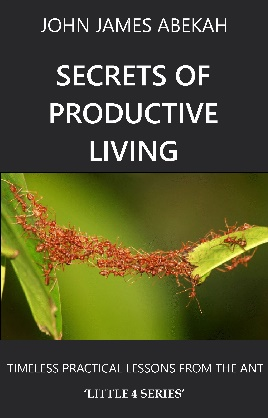 JOHN JAMES ABEKAH
SECRETS OF
PRODUCTIVE
LIVING
TIMELESS PRACTICAL LESSONS FROM THE ANT
‘LITTLE 4 SERIES’